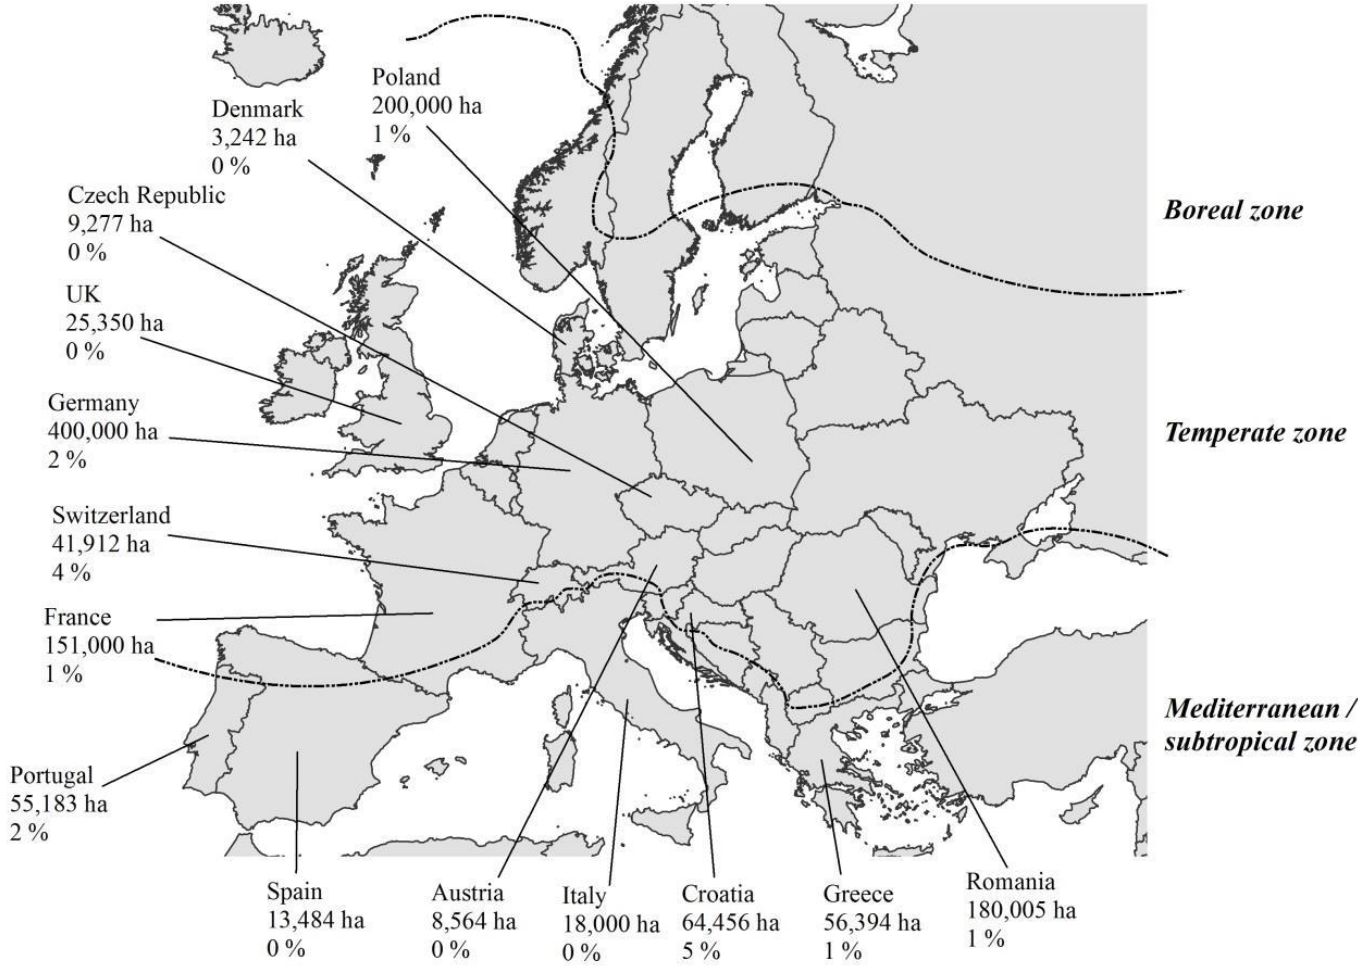 Poland
200,000 ha
1 %
Denmark
3,242 ha
0 %
Czech Republic
9,277 ha
0 %
Boreal zone
UK
25,350 ha
0 %
Germany
400,000 ha
2 %
Temperate zone
Switzerland
41,912 ha
4 %
France
151,000 ha
1 %
Mediterranean /
subtropical zone
Portugal
55,183 ha
2 %
Spain
13,484 ha
0 %
Austria
8,564 ha
0 %
Italy
18,000 ha
0 %
Croatia
64,456 ha
5 %
Greece
56,394 ha
1 %
Romania
180,005 ha
1 %